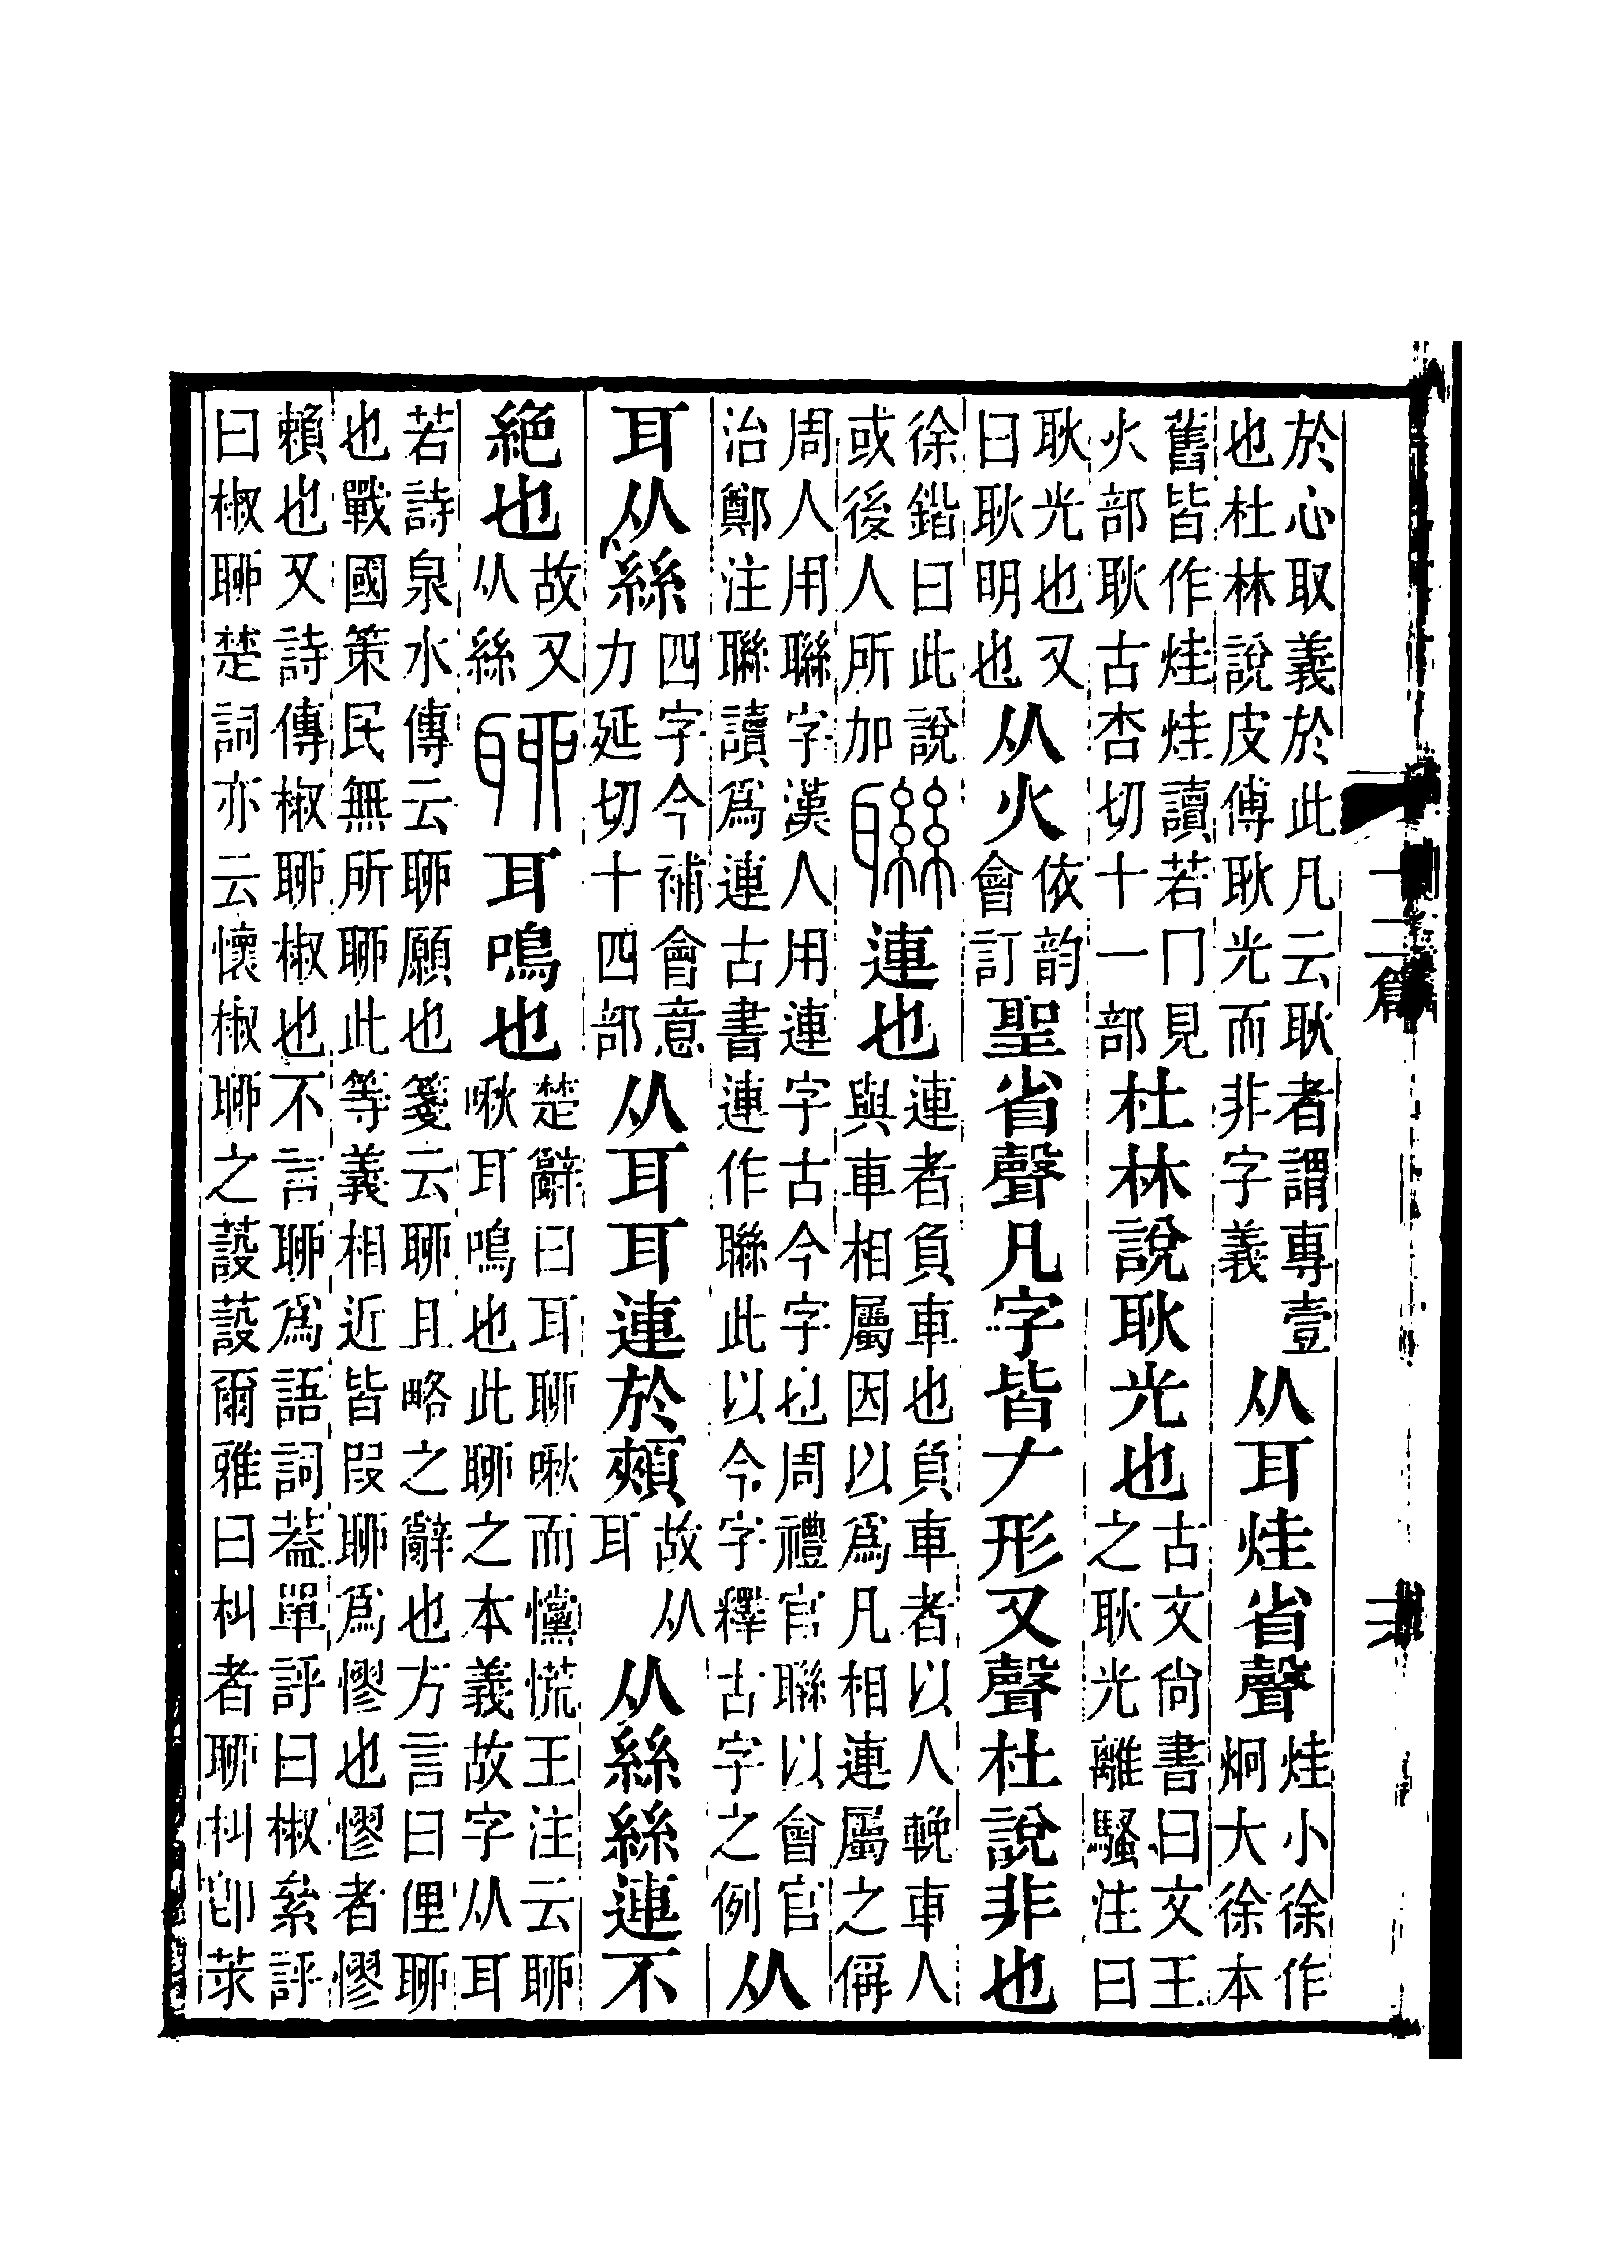 於心取義於此凡云耿者謂專壹也杜林說皮傅耿光而非字義从耳烓省聲烓小徐作炯大徐本
舊皆作烓烓讀若冂見火部耿古杏切十一部杜林說耿光也古文尙書曰文王之耿光離騷注曰
耿光也又曰耿明也从火依韵會訂聖省聲凡字皆𠂇形又聲杜說非也
徐鍇曰此說或後人所加聯連也連者負車也負車者以人輓車人與車相屬因以爲凡相連屬之偁
周人用聯字漢人用連字古今字也周禮官聯以會官治鄭注聯讀爲連古書連作聯此以今字釋古字之例从
耳从絲四字今補會意力延切十四部从耳耳連於頰故从耳从絲絲連不
絕也故又从絲聊耳鳴也楚辭曰耳聊啾而戃慌王注云聊啾耳鳴也此聊之本義故字从耳
若詩泉水傳云聊願也箋云聊且略之辭也方言曰俚聊也戰國策民無所聊此等義相近皆叚聊爲憀也憀者憀
賴也又詩傳椒聊椒也不言聊爲語詞葢單評曰椒絫評曰椒聊楚詞亦云懷椒聊之蔎蔎爾雅曰朻者聊朻卽莍